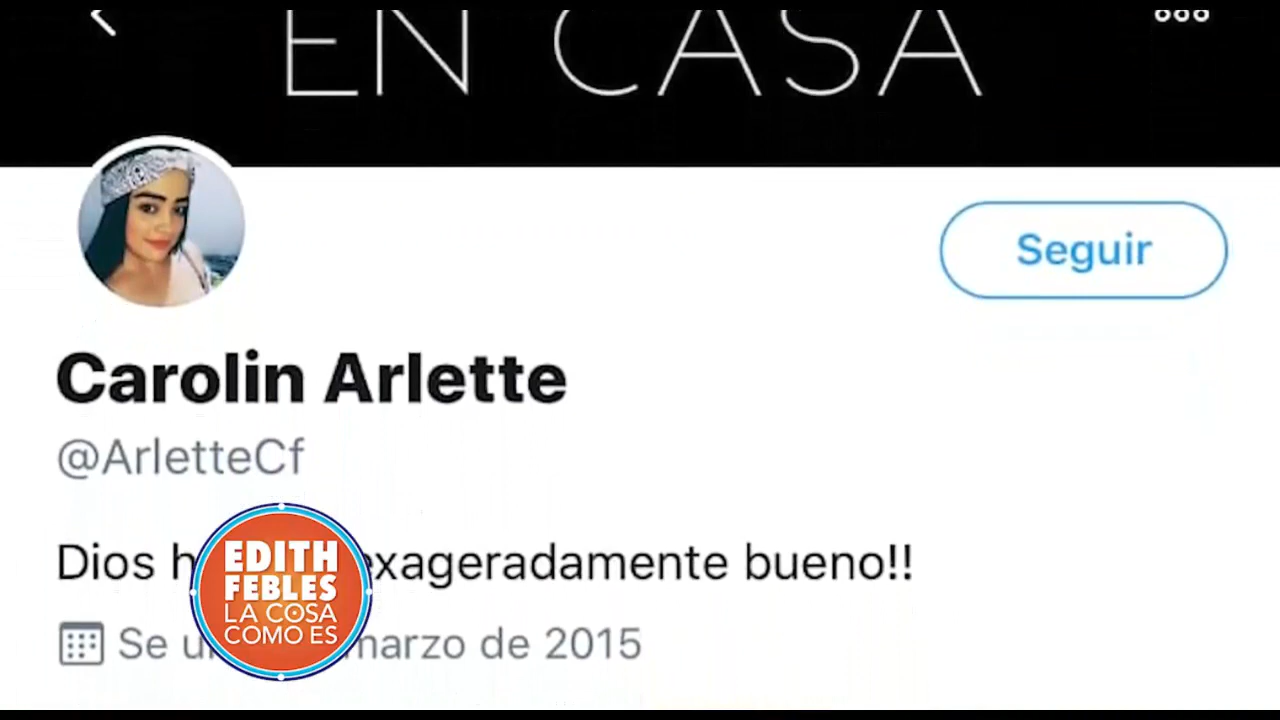 EN CASA
Seguir
Carolin Arlette
@ArletteCf
Dios h exageradamente bueno!!
Se u marzo de 2015
EDITH
FEBLES
LA COSA
COMO ES